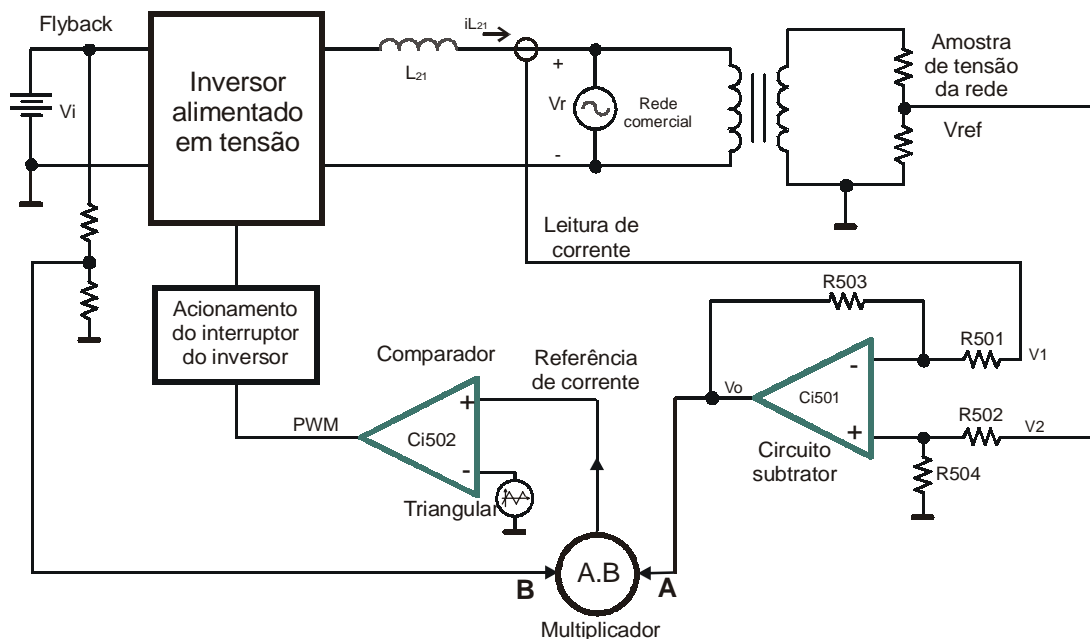 Flyback
Vi
Inversor
alimentado
em tensão
iL21
L21
+
Vr
-
Rede
comercial
Amostra
de tensão
da rede
Vref
Leitura de
corrente
Acionamento
do interruptor
do inversor
Comparador
Referência
de corrente
PWM
+
Ci502
-
Triangular
R503
R501
V1
-
Ci501
+
Vo
R502
V2
R504
Circuito
subtrator
B
A.B
A
Multiplicador